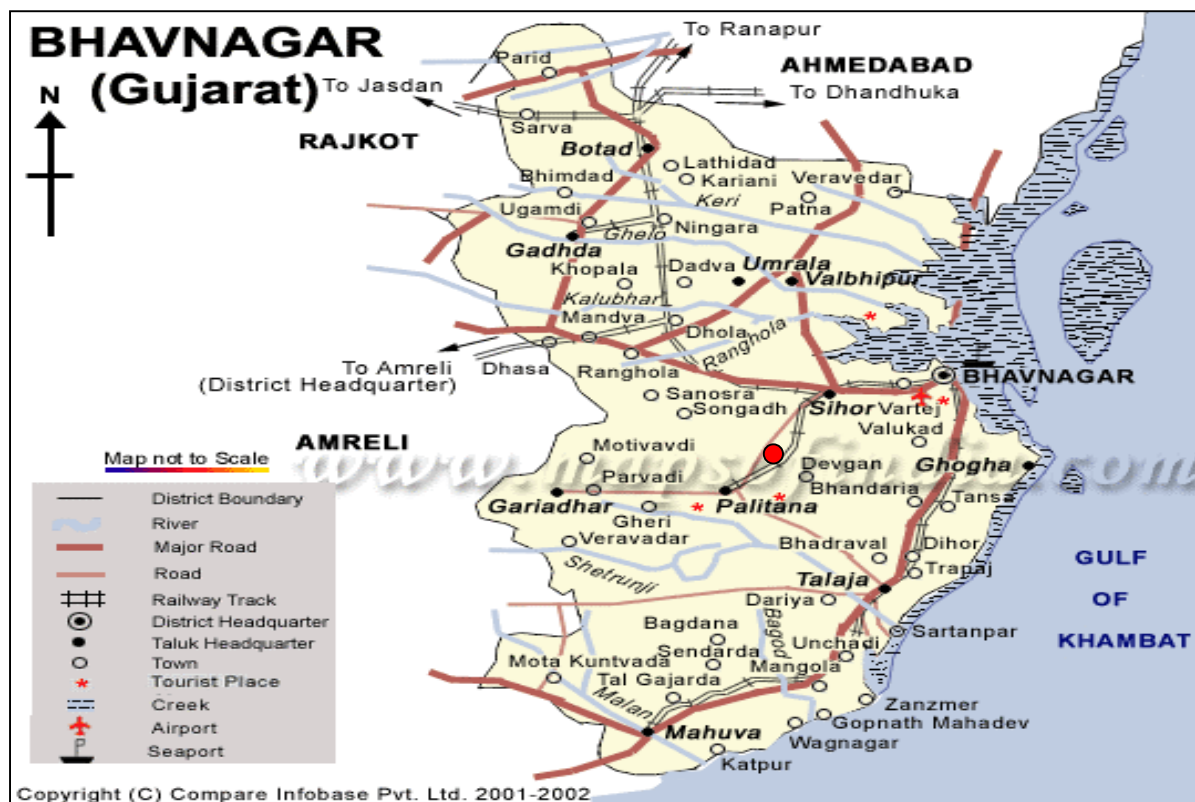 BHAVNAGAR
(Gujarat)
N
To Ranapur
Parid
AHMEDABAD
To Jasdan
To Dhandhuka
Sarva
RAJKOT
Botad
Lathidad
Bhimdad
Kariani
Veravedar
Keri
Patna
Ugamdi
Ghelo
Ningara
Gadhda
Khopala
Dadva
Umrala
Valbhipur
Kalubhar
Mandva
Dhola
Ranghola
To Amreli
(District Headquarter)
Dhasa
Ranghola
BHAVNAGAR
Sanosra
Songadh
Sihor
Vartej
Valukad
AMRELI
Motivavdi
Map not to Scale
www.mapsofindia.com
Devgan
Ghogha
Parvadi
Bhandaria
Tansa
Gariadhar
Palitana
Gheri
Veravadar
Bhadraval
Dihor
Trapaj
Shetrunji
Talaja
GULF
OF
KHAMBAT
Dariya
Bagod
Bagdana
Unchadi
Sartanpar
Sendarda
Mota Kuntvada
Mangola
Tal Gajarda
Malan
Zanzmer
Gopnath Mahadev
Mahuva
Wagnagar
Katpur
District Boundary
River
Major Road
Road
Railway Track
District Headquarter
Taluk Headquarter
Town
Tourist Place
Creek
Airport
Seaport
Copyright (C) Compare Infobase Pvt. Ltd. 2001-2002